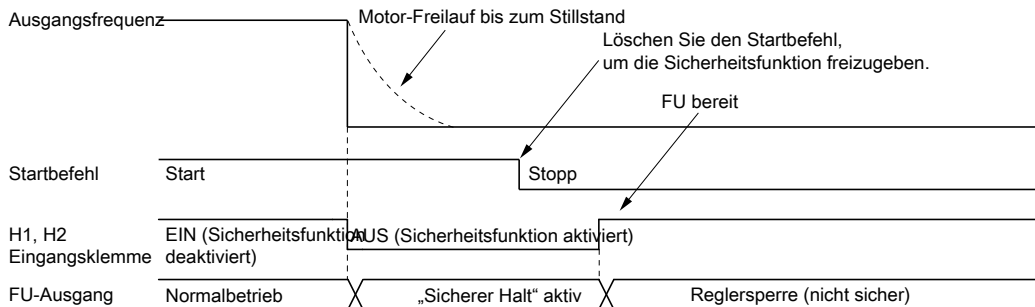 Ausgangsfrequenz
Motor-Freilauf bis zum Stillstand
Löschen Sie den Startbefehl,
um die Sicherheitsfunktion freizugeben.
FU bereit
Startbefehl
Start
Stopp
H1, H2
Eingangsklemme
EIN (Sicherheitsfunktion
deaktiviert)
AUS (Sicherheitsfunktion aktiviert)
FU-Ausgang
Normalbetrieb
„Sicherer Halt“ aktiv
Reglersperre (nicht sicher)